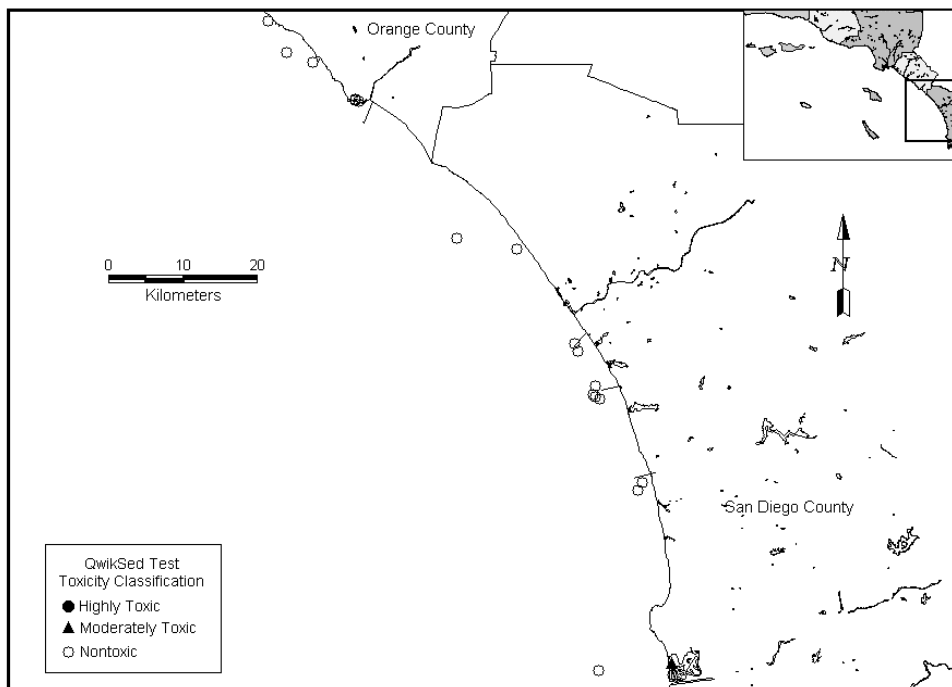 Orange County
N
0 10 20
Kilometers
San Diego County
QwikSed Test
Toxicity Classification
Highly Toxic
Moderately Toxic
Nontoxic